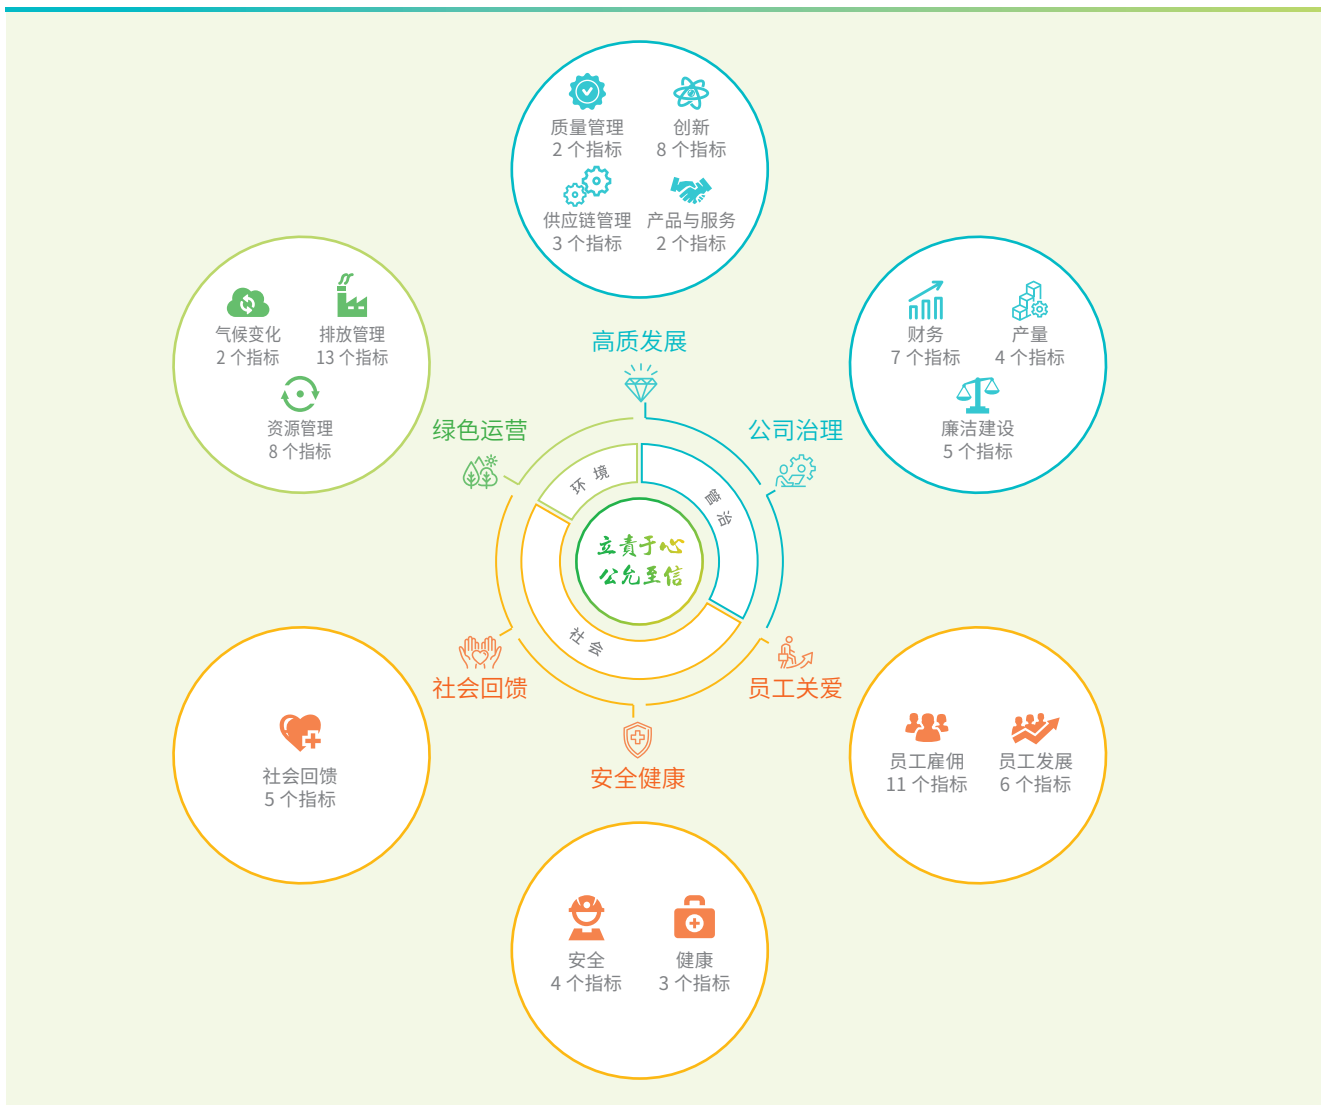 质量管理
2 个指标
创新
8 个指标
供应链管理
3 个指标
产品与服务
2 个指标
气候变化
2 个指标
排放管理
13 个指标
资源管理
8 个指标
高质发展
财务
7 个指标
产量
4 个指标
廉洁建设
5 个指标
绿色运营
公司治理
环境
管治
立責于心
公允至信
社会
社会回馈
员工关爱
社会回馈
5 个指标
安全健康
员工雇佣
11 个指标
员工发展
6 个指标
安全
4 个指标
健康
3 个指标